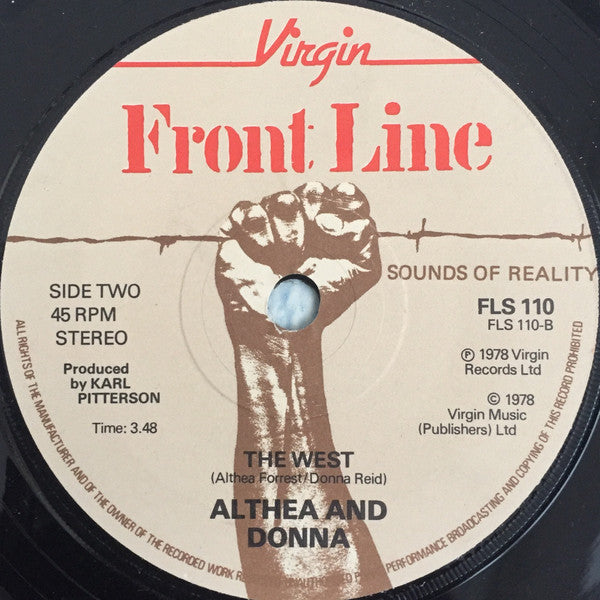 Virgin
Front Line
SOUNDS OF REALITY
SIDE TWO
45 RPM
STEREO
Produced
by KARL
PITTERSON
Time: 3.48
FLS 110
FLS 110-B
℗ 1978 Virgin
Records Ltd
© 1978
Virgin Music
(Publishers) Ltd
THE WEST
(Althea Forrest/Donna Reid)
ALTHEA AND
DONNA
ALL RIGHTS OF THE MANUFACTURER AND OF THE OWNER OF THE RECORDED WORK PERFORMANCE BROADCASTING AND COPYING OF THIS RECORD PROHIBITED